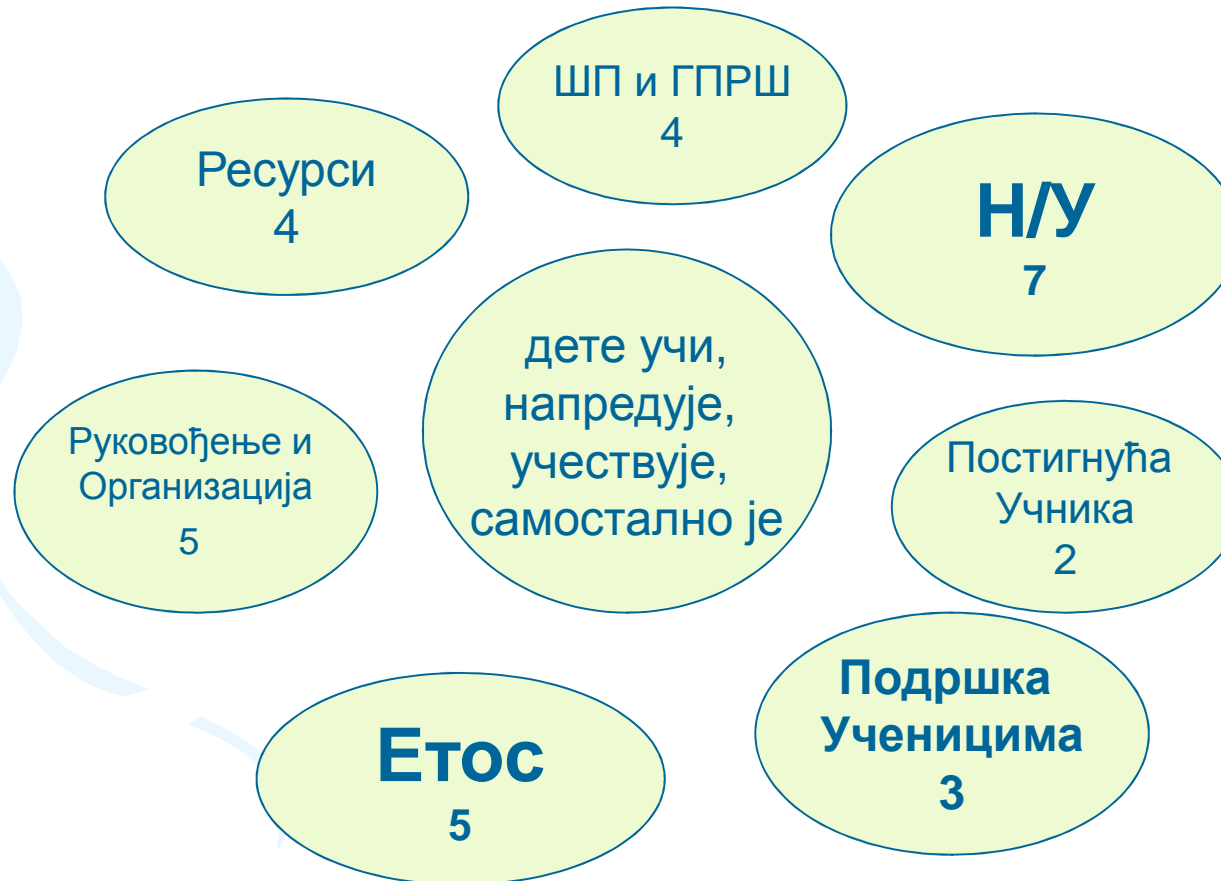 ШП и ГПРШ
4
Ресурси
4
Н/У
7
дете учи,
напредује,
учествује,
самостално је
Руковођење и
Организација
5
Постигнућа
Учника
2
Подршка
Ученицима
3
Етос
5